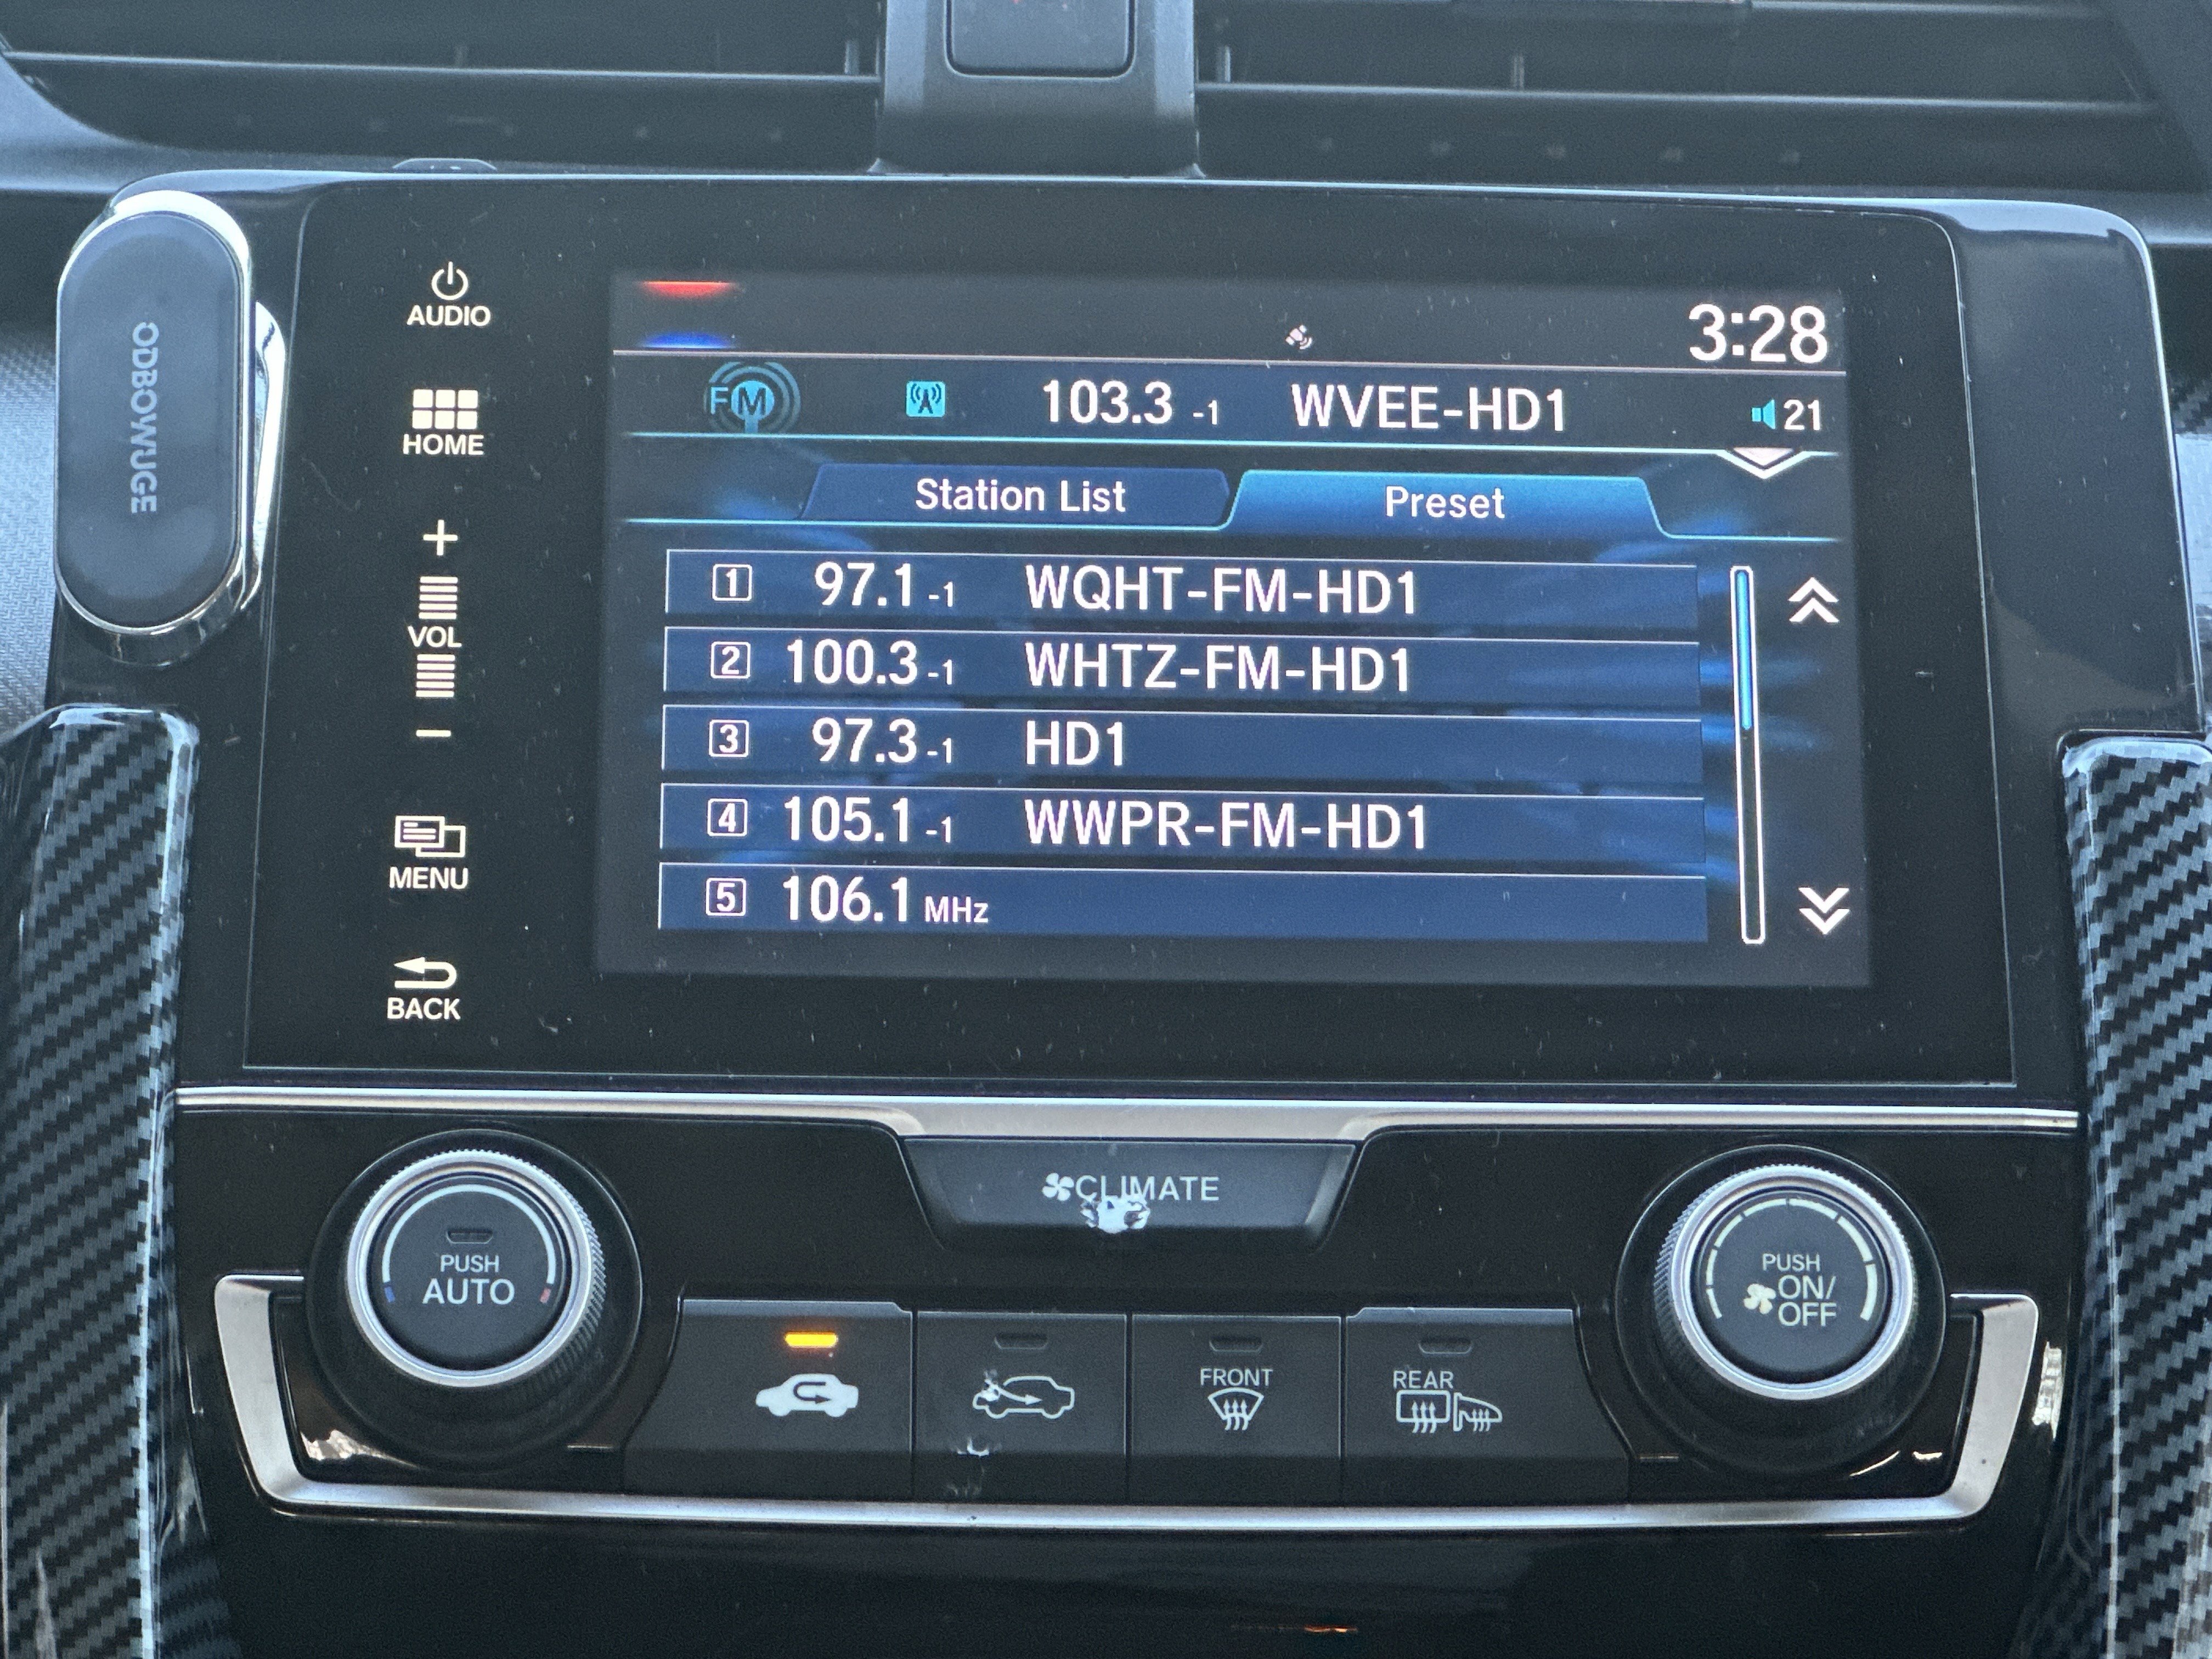 ODBOWUGE
AUDIO
HOME
+
VOL
−
MENU
BACK
3:28
FM 103.3 -1 WVEE-HD1 21
Station List Preset
1 97.1 -1 WQHT-FM-HD1
2 100.3 -1 WHTZ-FM-HD1
3 97.3 -1 HD1
4 105.1 -1 WWPR-FM-HD1
5 106.1 MHz
CLIMATE
PUSH
AUTO
FRONT
REAR
PUSH
ON/
OFF